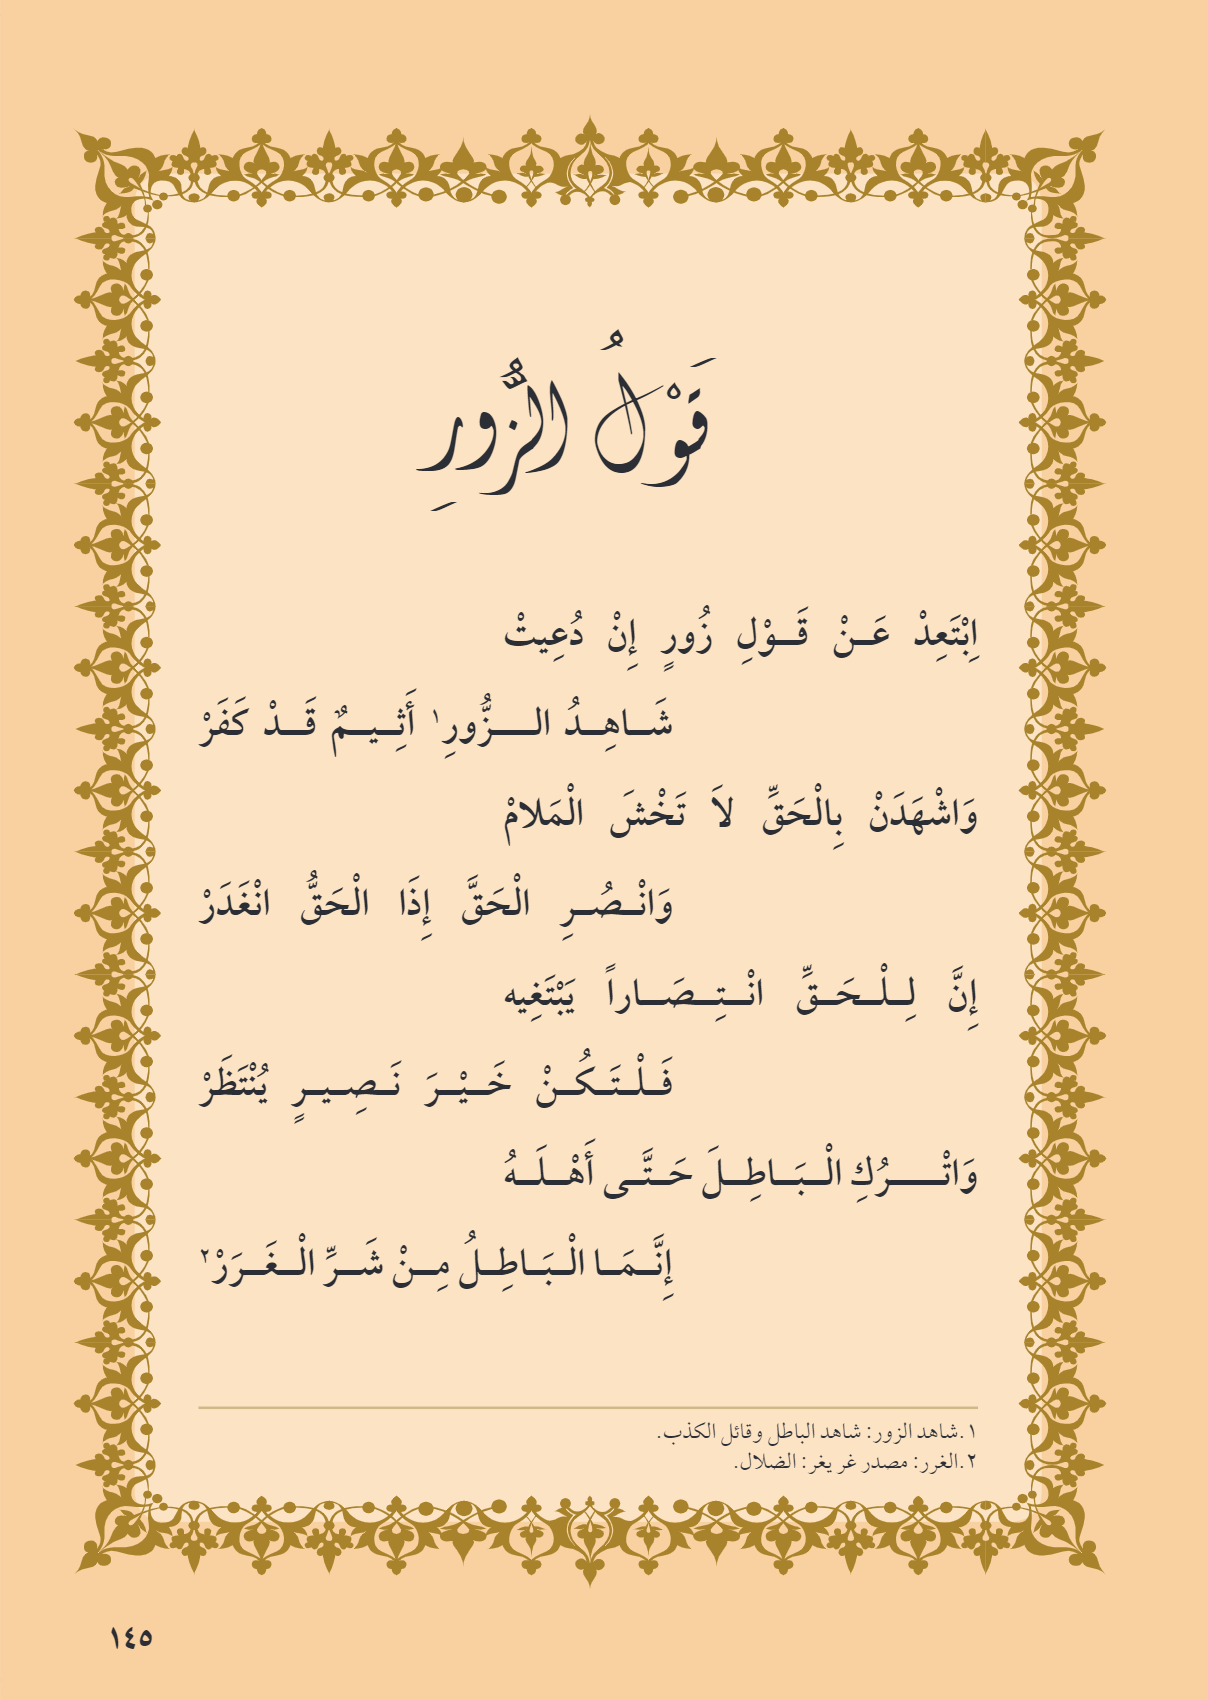 قَوْلُ الزُّورِ
اِبْتَعِدْ عَنْ قَوْلِ زُورٍ إِنْ دُعِيتْ
شَاهِدُ الزُّورِ١ أَثِيمٌ قَدْ كَفَرْ
وَاشْهَدَنْ بِالْحَقِّ لاَ تَخْشَ الْمَلامْ
وَانْصُرِ الْحَقَّ إِذَا الْحَقُّ انْغَدَرْ
إِنَّ لِلْحَقِّ انْتِصَاراً يَبْتَغِيه
فَلْتَكُنْ خَيْرَ نَصِيرٍ يُنْتَظَرْ
وَاتْرُكِ الْبَاطِلَ حَتَّى أَهْلَهُ
إِنَّمَا الْبَاطِلُ مِنْ شَرِّ الْغَرَرْ٢
١.شاهد الزور: شاهد الباطل وقائل الكذب.
٢.الغرر: مصدر غر يغر: الضلال.
١٤٥